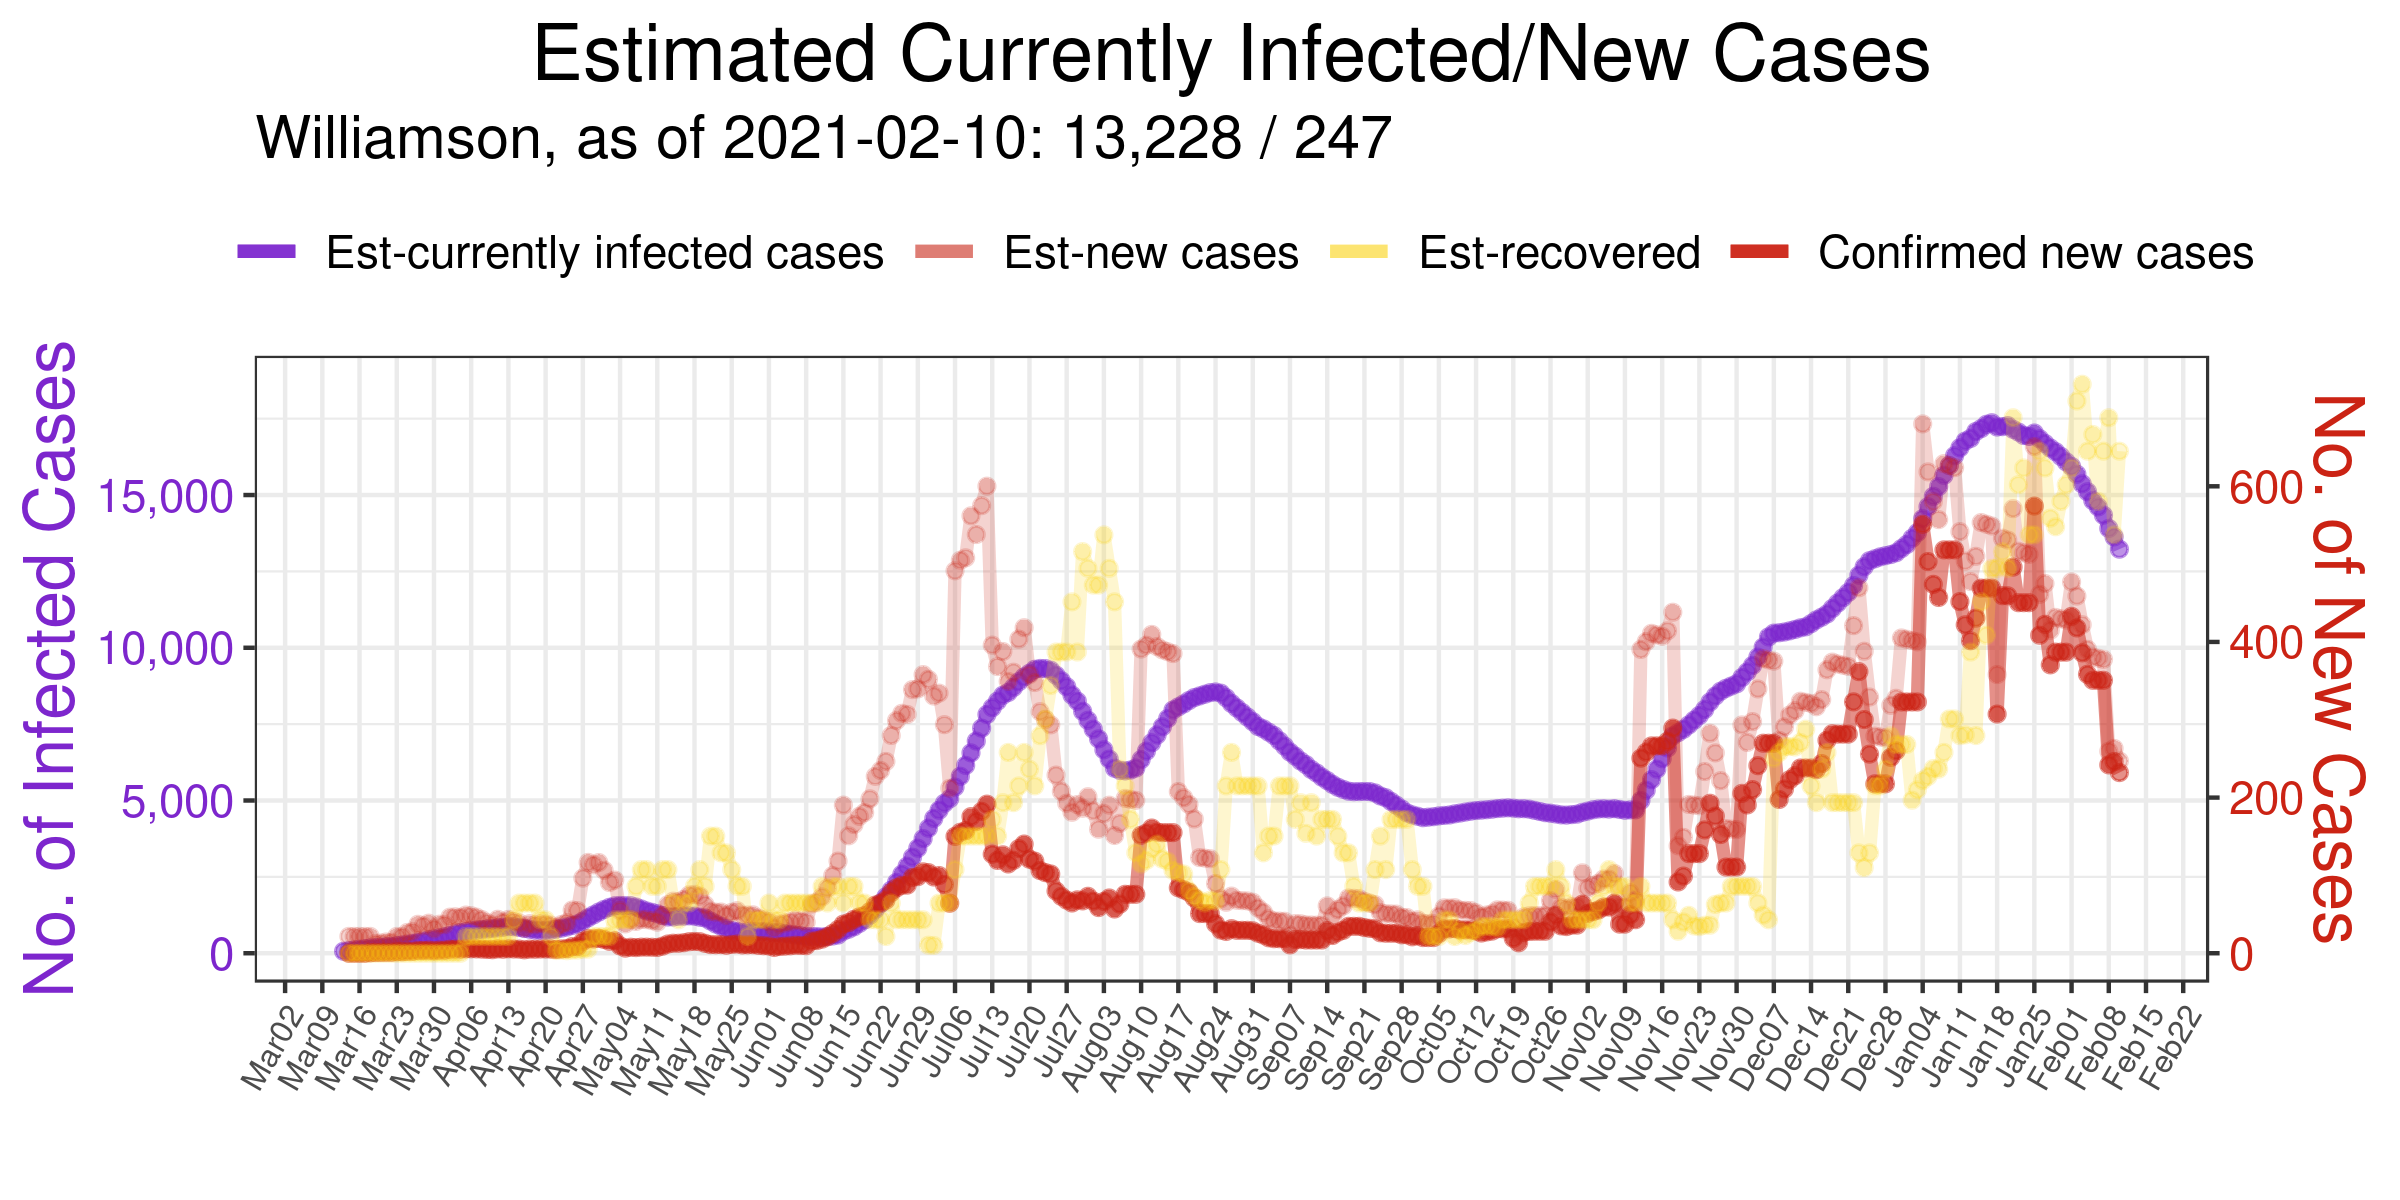 Estimated Currently Infected/New Cases
Williamson, as of 2021-02-10: 13,228 / 247
Est-currently infected cases Est-new cases Est-recovered Confirmed new cases
No. of Infected Cases
15,000
10,000
5,000
0
600
400
200
0
No. of New Cases
Mar02 Mar09 Mar16 Mar23 Mar30 Apr06 Apr13 Apr20 Apr27 May04 May11 May18 May25 Jun01 Jun08 Jun15 Jun22 Jun29 Jul06 Jul13 Jul20 Jul27 Aug03 Aug10 Aug17 Aug24 Aug31 Sep07 Sep14 Sep21 Sep28 Oct05 Oct12 Oct19 Oct26 Nov02 Nov09 Nov16 Nov23 Nov30 Dec07 Dec14 Dec21 Dec28 Jan04 Jan11 Jan18 Jan25 Feb01 Feb08 Feb15 Feb22